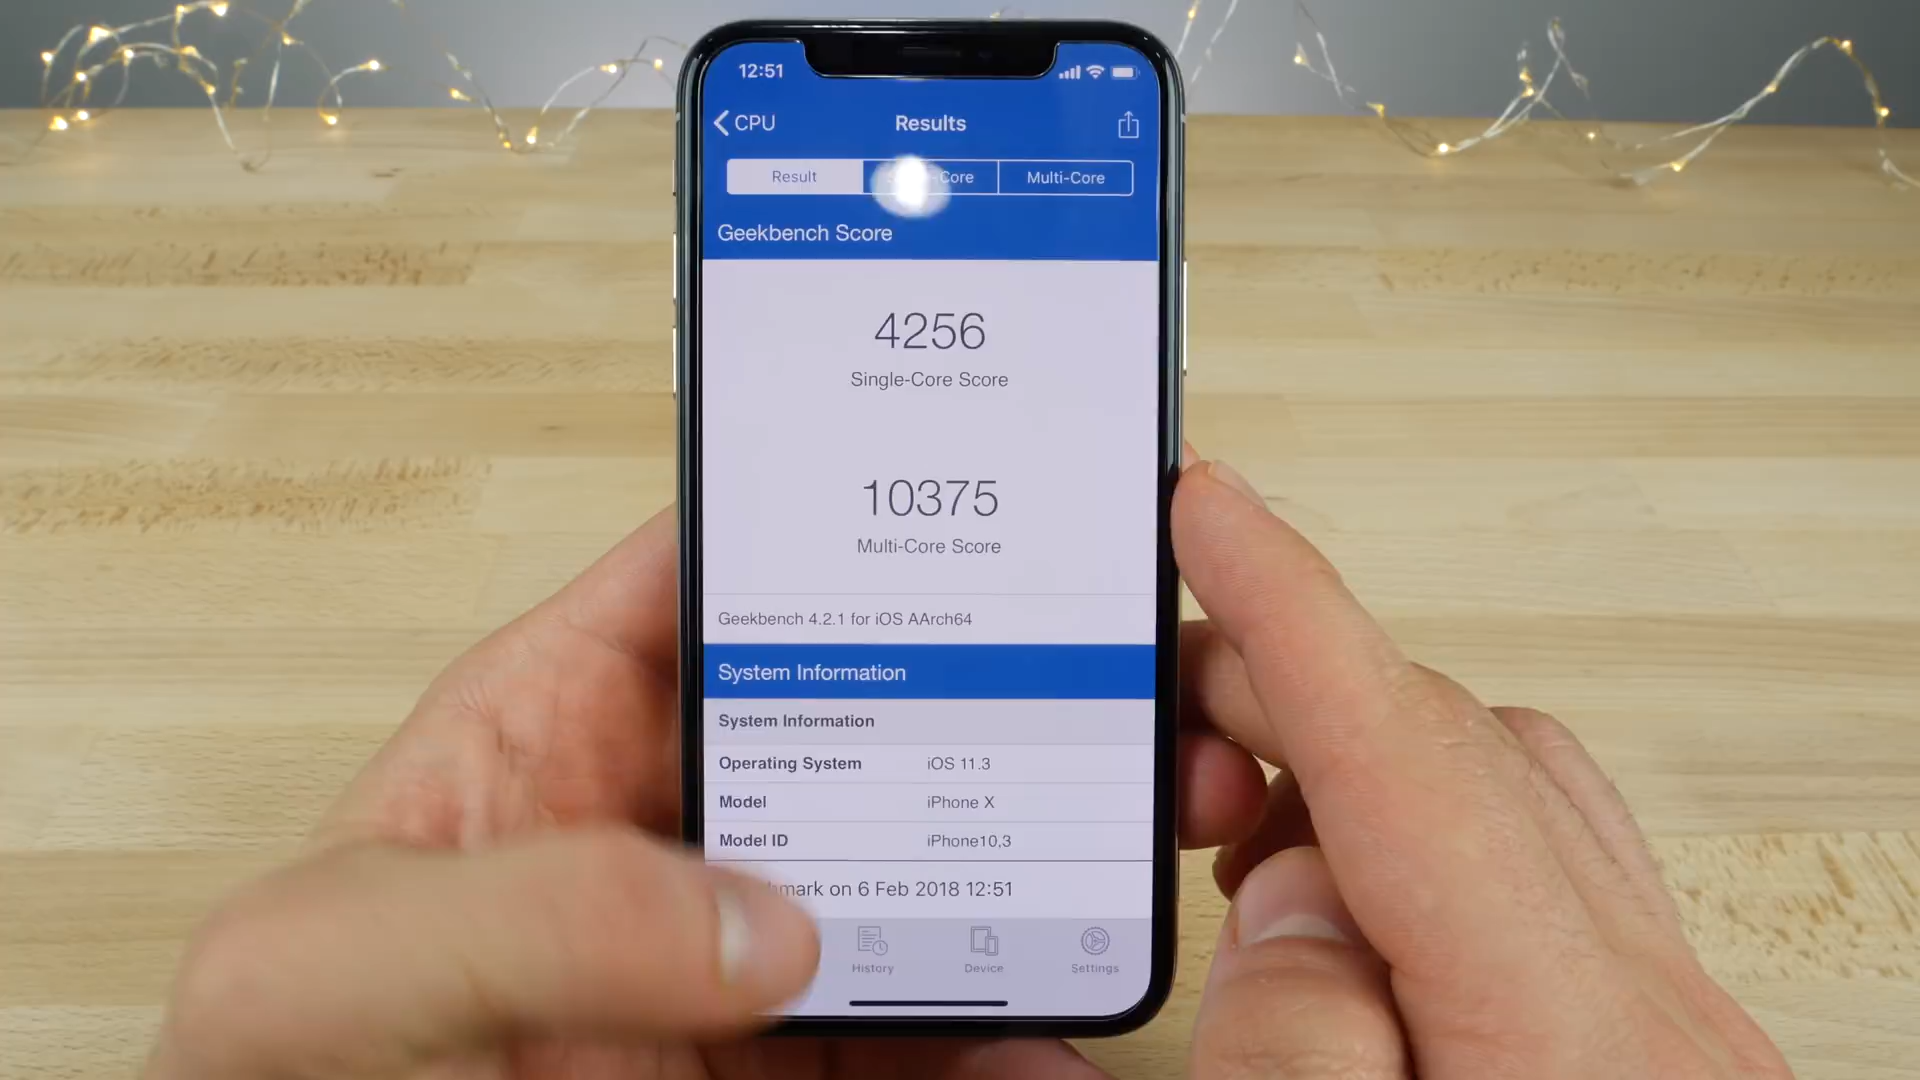 12:51
CPU
Results
Result
-Core
Multi-Core
Geekbench Score
4256
Single-Core Score
10375
Multi-Core Score
Geekbench 4.2.1 for iOS AArch64
System Information
System Information
Operating System iOS 11.3
Model iPhone X
Model ID iPhone10,3
mark on 6 Feb 2018 12:51
History
Device
Settings